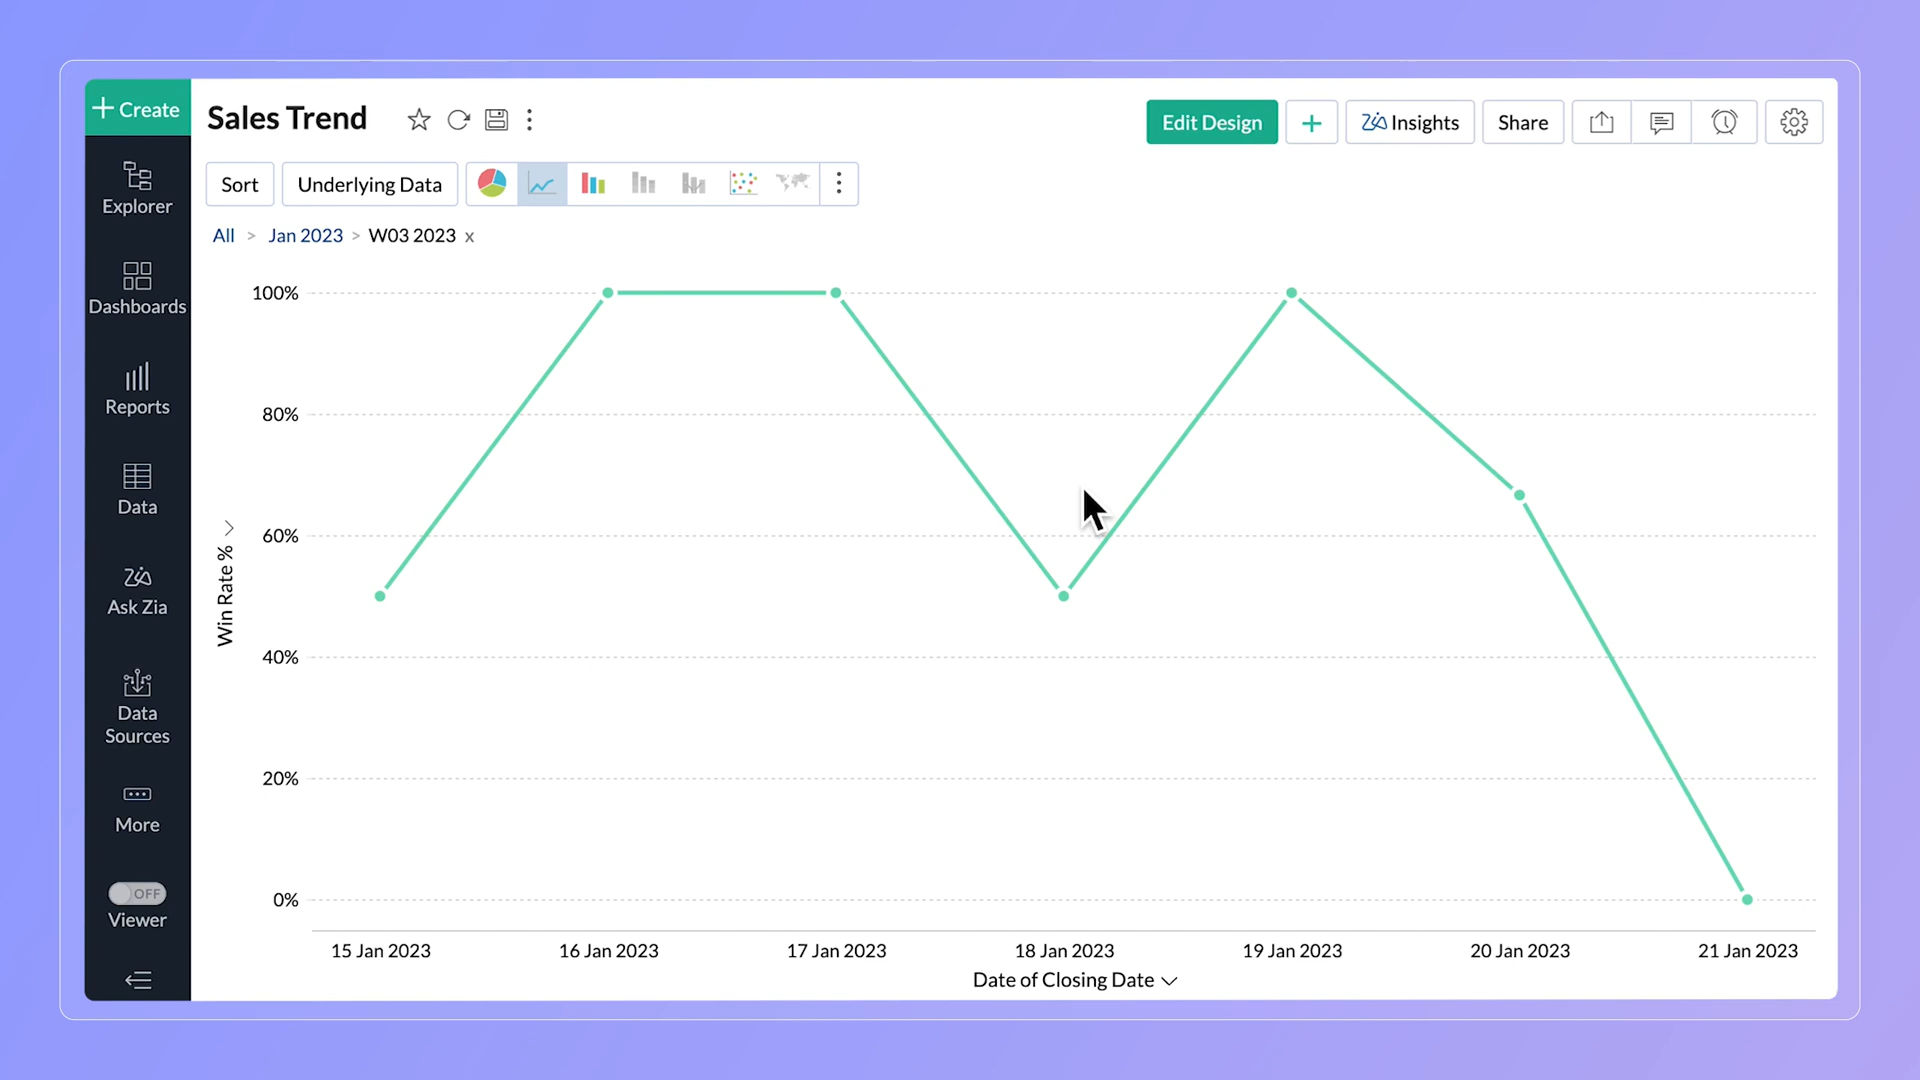 Create
Sales Trend
Edit Design
+
Zia Insights
Share
Sort
Underlying Data
All > Jan 2023 > W03 2023 x
Explorer
Dashboards
Reports
Data
Zia
Ask Zia
Data
Sources
More
OFF
Viewer
Win Rate %
100%
80%
60%
40%
20%
0%
15 Jan 2023
16 Jan 2023
17 Jan 2023
18 Jan 2023
19 Jan 2023
20 Jan 2023
21 Jan 2023
Date of Closing Date